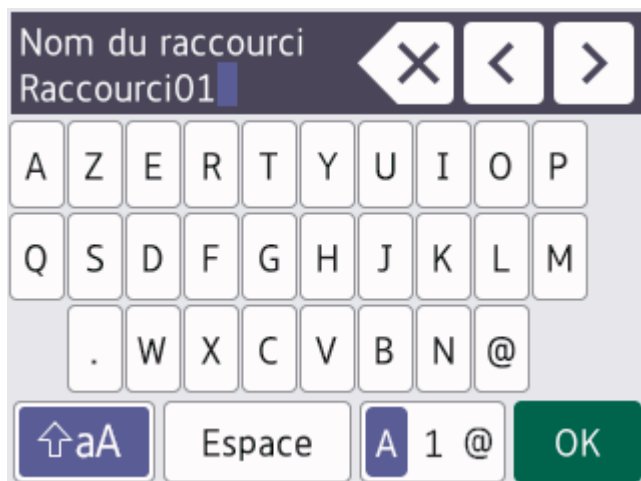 Nom du raccourci
Raccourci01
A Z E R T Y U I O P
Q S D F G H J K L M
. W X C V B N @
aA Espace A 1 @ OK